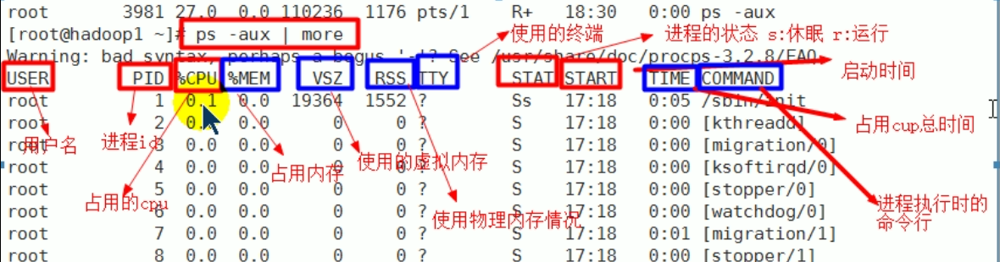 root 3981 27.0 0.0 110236 1176 pts/1 R+ 18:30 0:00 ps -aux
[root@hadoop1 ~]# ps -aux | more
使用的终端
进程的状态 s:休眠 r:运行
Warning: bad syntax, perhaps a bogus '-'? See /usr/share/doc/procps-3.2.8/FAQ
启动时间
USER PID %CPU %MEM VSZ RSS TTY STAT START TIME COMMAND
root 1 0.1 0.0 19364 1552 ? Ss 17:18 0:05 /sbin/init
root 2 0.0 0.0 0 0 ? S 17:18 0:00 [kthreadd]
占用cup总时间
root 3 0.0 0.0 0 0 ? S 17:18 0:00 [migration/0]
用户名
进程id
root 4 0.0 0.0 0 0 ? S 17:18 0:00 [ksoftirqd/0]
占用内存
使用的虚拟内存
root 5 0.0 0.0 0 0 ? S 17:18 0:00 [stopper/0]
占用的cpu
root 6 0.0 0.0 0 0 ? S 17:18 0:00 [watchdog/0]
使用物理内存情况
进程执行时的
命令行
root 7 0.0 0.0 0 0 ? S 17:18 0:01 [migration/1]
root 8 0.0 0.0 0 0 ? S 17:18 0:00 [stopper/1]